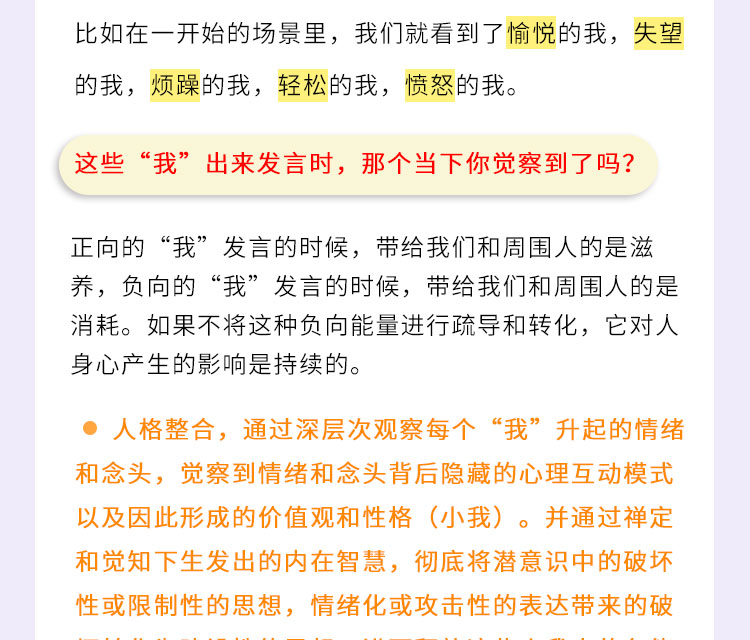 比如在一开始的场景里，我们就看到了愉悦的我，失望
的我，烦躁的我，轻松的我，愤怒的我。
这些“我”出来发言时，那个当下你觉察到了吗？
正向的“我”发言的时候，带给我们和周围人的是滋
养，负向的“我”发言的时候，带给我们和周围人的是
消耗。如果不将这种负向能量进行疏导和转化，它对人
身心产生的影响是持续的。
● 人格整合，通过深层次观察每个“我”升起的情绪
和念头，觉察到情绪和念头背后隐藏的心理互动模式
以及因此形成的价值观和性格（小我）。并通过禅定
和觉知下生发出的内在智慧，彻底将潜意识中的破坏
性或限制性的思想，情绪化或攻击性的表达带来的破